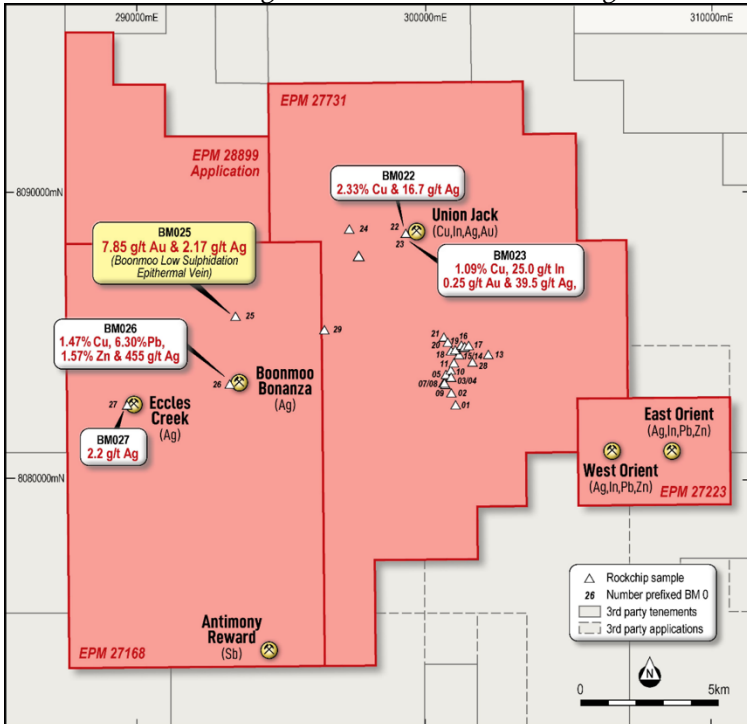 290000mE
300000mE
310000mE
EPM 27731
EPM 28899
Application
8090000mN
BM022
2.33% Cu & 16.7 g/t Ag
24
22
23
Union Jack
(Cu,In,Ag,Au)
BM025
7.85 g/t Au & 2.17 g/t Ag
(Boonmoo Low Sulphidation
Epithermal Vein)
BM023
1.09% Cu, 25.0 g/t In
0.25 g/t Au & 39.5 g/t Ag,
25
29
BM026
1.47% Cu, 6.30%Pb,
1.57% Zn & 455 g/t Ag
21
16
19
20
17
18
15/14
13
11
28
10
05
03/04
07/08
09
02
01
26
Boonmoo
Bonanza
(Ag)
27
Eccles
Creek
(Ag)
BM027
2.2 g/t Ag
East Orient
(Ag,In,Pb,Zn)
West Orient
(Ag,In,Pb,Zn)
EPM 27223
8080000mN
Rockchip sample
26 Number prefixed BM 0
3rd party tenements
3rd party applications
Antimony
Reward
(Sb)
EPM 27168
N
0
5km